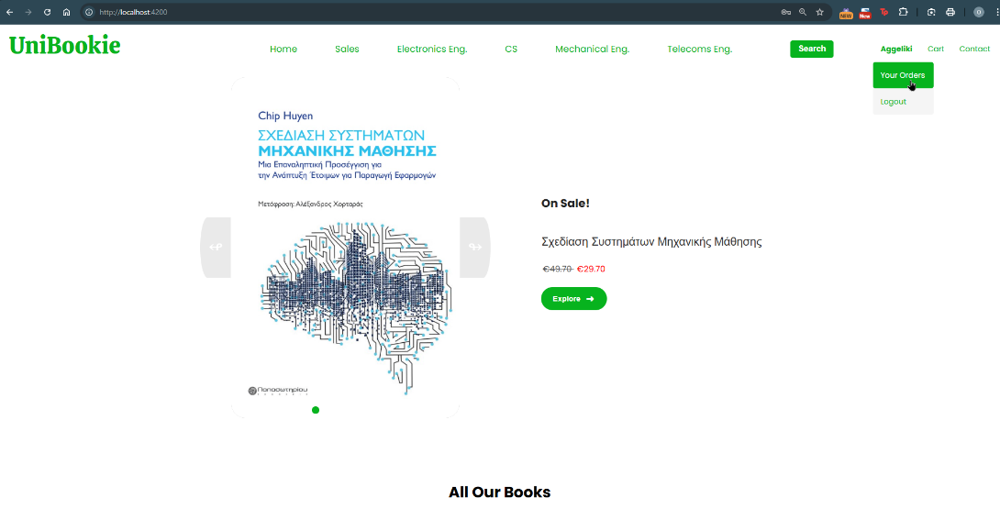 http://localhost:4200
NEW
New
UniBookie
Home
Sales
Electronics Eng.
CS
Mechanical Eng.
Telecoms Eng.
Search
Aggeliki
Cart
Contact
Your Orders
Logout
Chip Huyen
ΣΧΕΔΙΑΣΗ ΣΥΣΤΗΜΑΤΩΝ
ΜΗΧΑΝΙΚΗΣ ΜΑΘΗΣΗΣ
Μια Επαναληπτική Προσέγγιση για
την Ανάπτυξη Έτοιμων για Παραγωγή Εφαρμογών
Μετάφραση: Αλέξανδρος Χορταράς
Παπασωτηρίου
On Sale!
Σχεδίαση Συστημάτων Μηχανικής Μάθησης
€49.70 €29.70
Explore
All Our Books